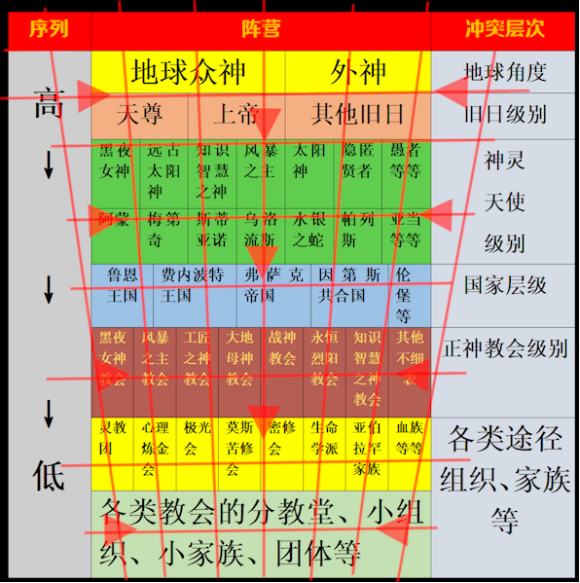 序列 阵营 冲突层次
高
↓
↓
↓
低
地球众神 外神 地球角度
天尊 上帝 其他旧日 旧日级别
黑夜女神 远古太阳神 知识智慧之神 风暴之主 太阳神 隐匿贤者 愚者等等
阿蒙 梅第奇 斯蒂亚诺 乌洛流斯 水银之蛇 帕列斯 亚当等等
神灵
天使
级别
鲁恩王国 费内波特王国 弗萨克帝国 因第斯共合国 伦堡等 国家层级
黑夜女神教会 风暴之主教会 工匠之神教会 大地母神教会 战神教会 永恒烈阳教会 知识智慧之神教会 其他不细表 正神教会级别
灵教团 心理炼金会 极光会 莫斯苦修会 密修会 生命学派 亚伯拉罕家族 血族等等
各类途径
组织、家族
等
各类教会的分教堂、小组
织、小家族、团体等